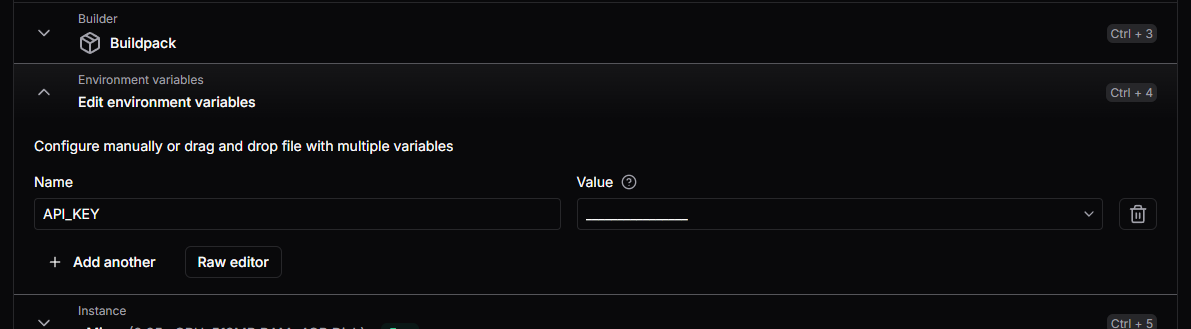 Builder
Buildpack
Ctrl + 3
Environment variables
Edit environment variables
Ctrl + 4
Configure manually or drag and drop file with multiple variables
Name
Value
API_KEY
______________
+ Add another
Raw editor
Instance
Ctrl + 5